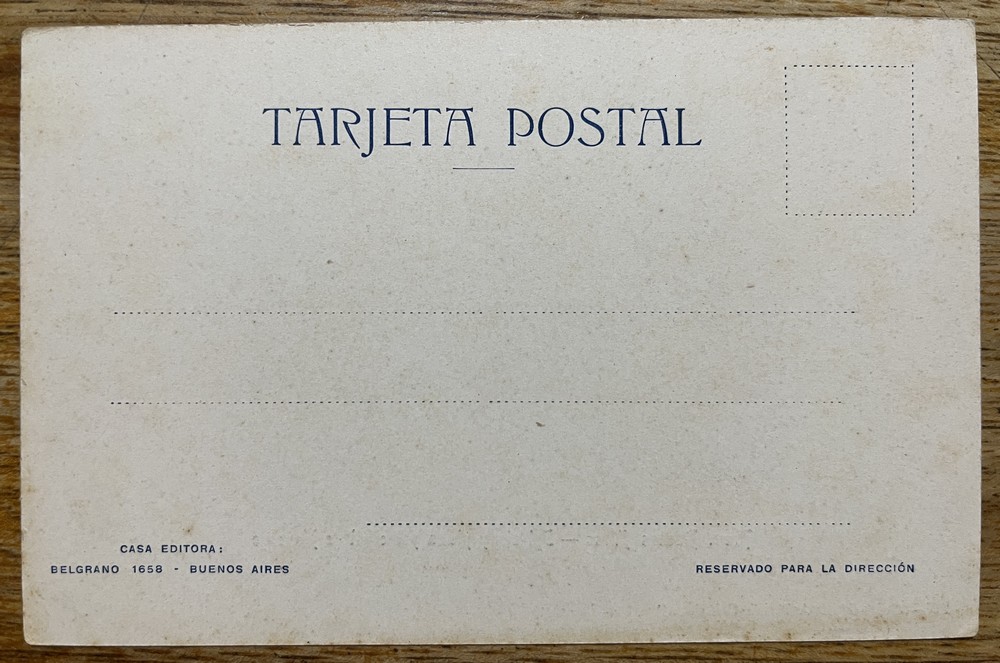 TARJETA POSTAL
CASA EDITORA:
BELGRANO 1658 - BUENOS AIRES
RESERVADO PARA LA DIRECCIÓN